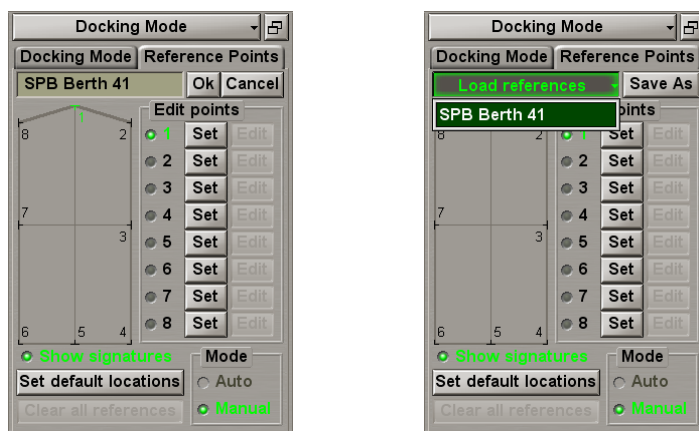 Docking Mode
Docking Mode Reference Points
SPB Berth 41 Ok Cancel
Edit points
1
8 2 1 Set Edit
2 Set Edit
3 Set Edit
7 4 Set Edit
3 5 Set Edit
6 Set Edit
7 Set Edit
6 5 4 8 Set Edit
Show signatures Mode
Set default locations Auto
Clear all references Manual
Docking Mode
Docking Mode Reference Points
Load references Save As
SPB Berth 41 oints
8 2 1 Set Edit
2 Set Edit
3 Set Edit
7 4 Set Edit
3 5 Set Edit
6 Set Edit
7 Set Edit
6 5 4 8 Set Edit
Show signatures Mode
Set default locations Auto
Clear all references Manual